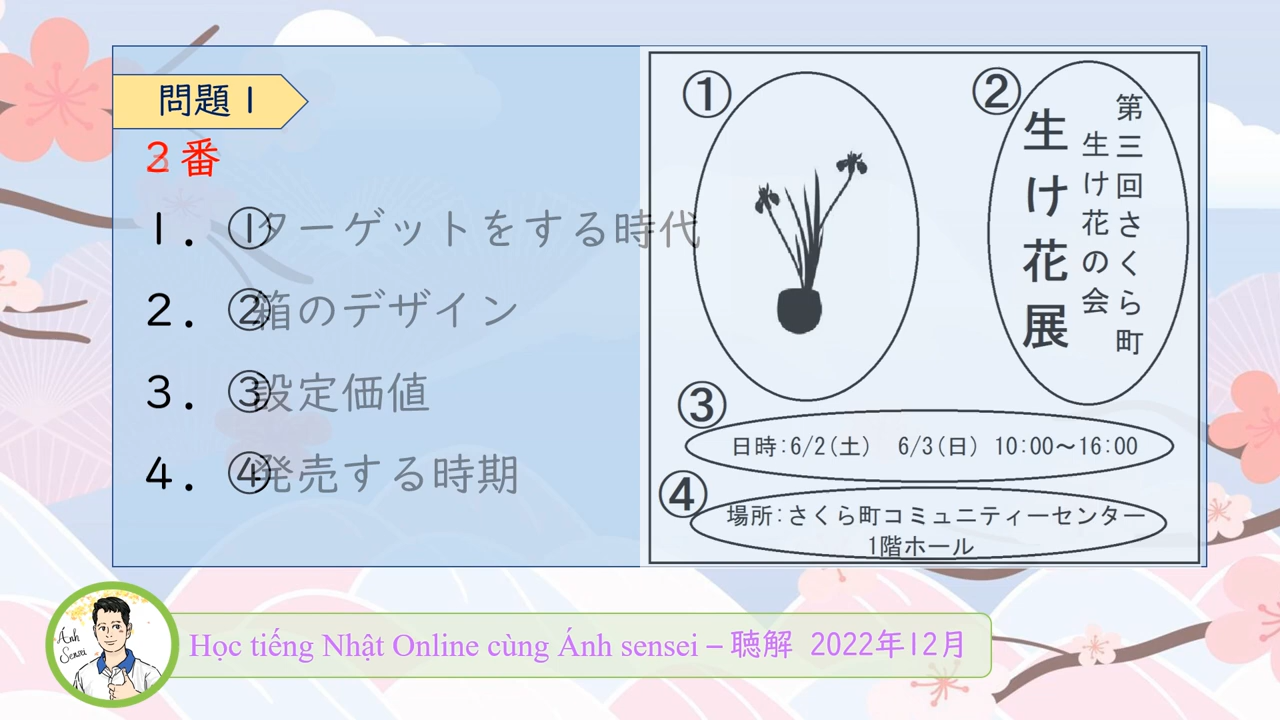 問題1
番
1. ①ターゲットをする時代
2. ②箱のデザイン
3. ③設定価値
4. ④発売する時期
①
②
第三回さくら町
生け花の会
生け花展
③
日時:6/2(土) 6/3(日) 10:00～16:00
④
場所:さくら町コミュニティーセンター
1階ホール
Ánh
Sensei
Học tiếng Nhật Online cùng Ánh sensei – 聴解 2022年12月